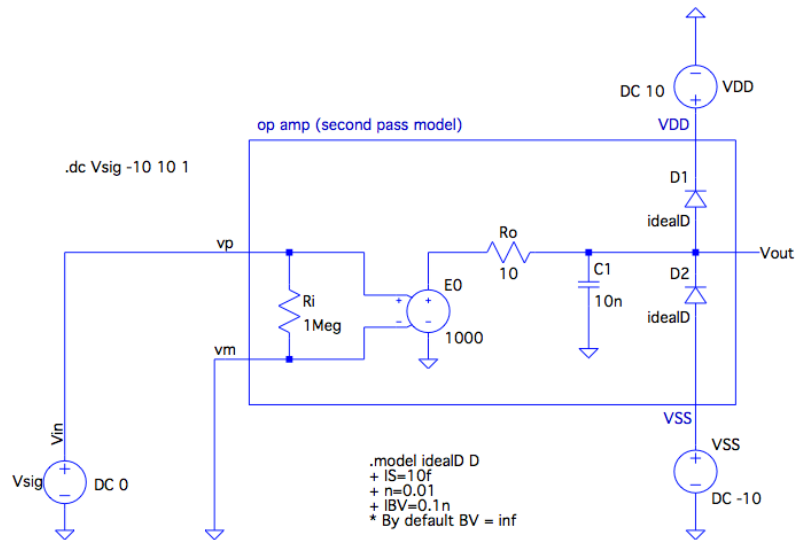 DC 10
VDD
op amp (second pass model)
VDD
.dc Vsig -10 10 1
D1
idealD
vp
Ro
10
Vout
Ri
1Meg
+
-
E0
+
-
1000
C1
10n
D2
idealD
vm
VSS
Vin
Vsig
+
-
DC 0
.model idealD D
+ IS=10f
+ n=0.01
+ IBV=0.1n
* By default BV = inf
VSS
+
-
DC -10
-
+